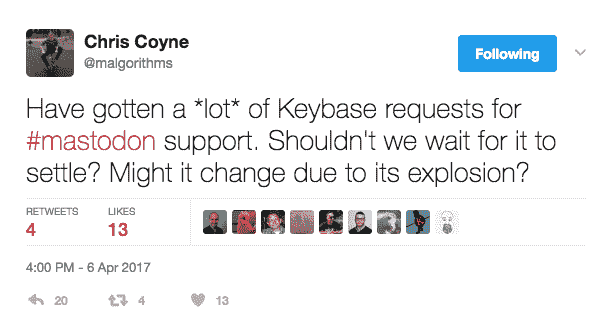 Chris Coyne
@malgorithms
Following
Have gotten a *lot* of Keybase requests for
#mastodon support. Shouldn't we wait for it to
settle? Might it change due to its explosion?
RETWEETS LIKES
4 13
4:00 PM - 6 Apr 2017
20 4 13